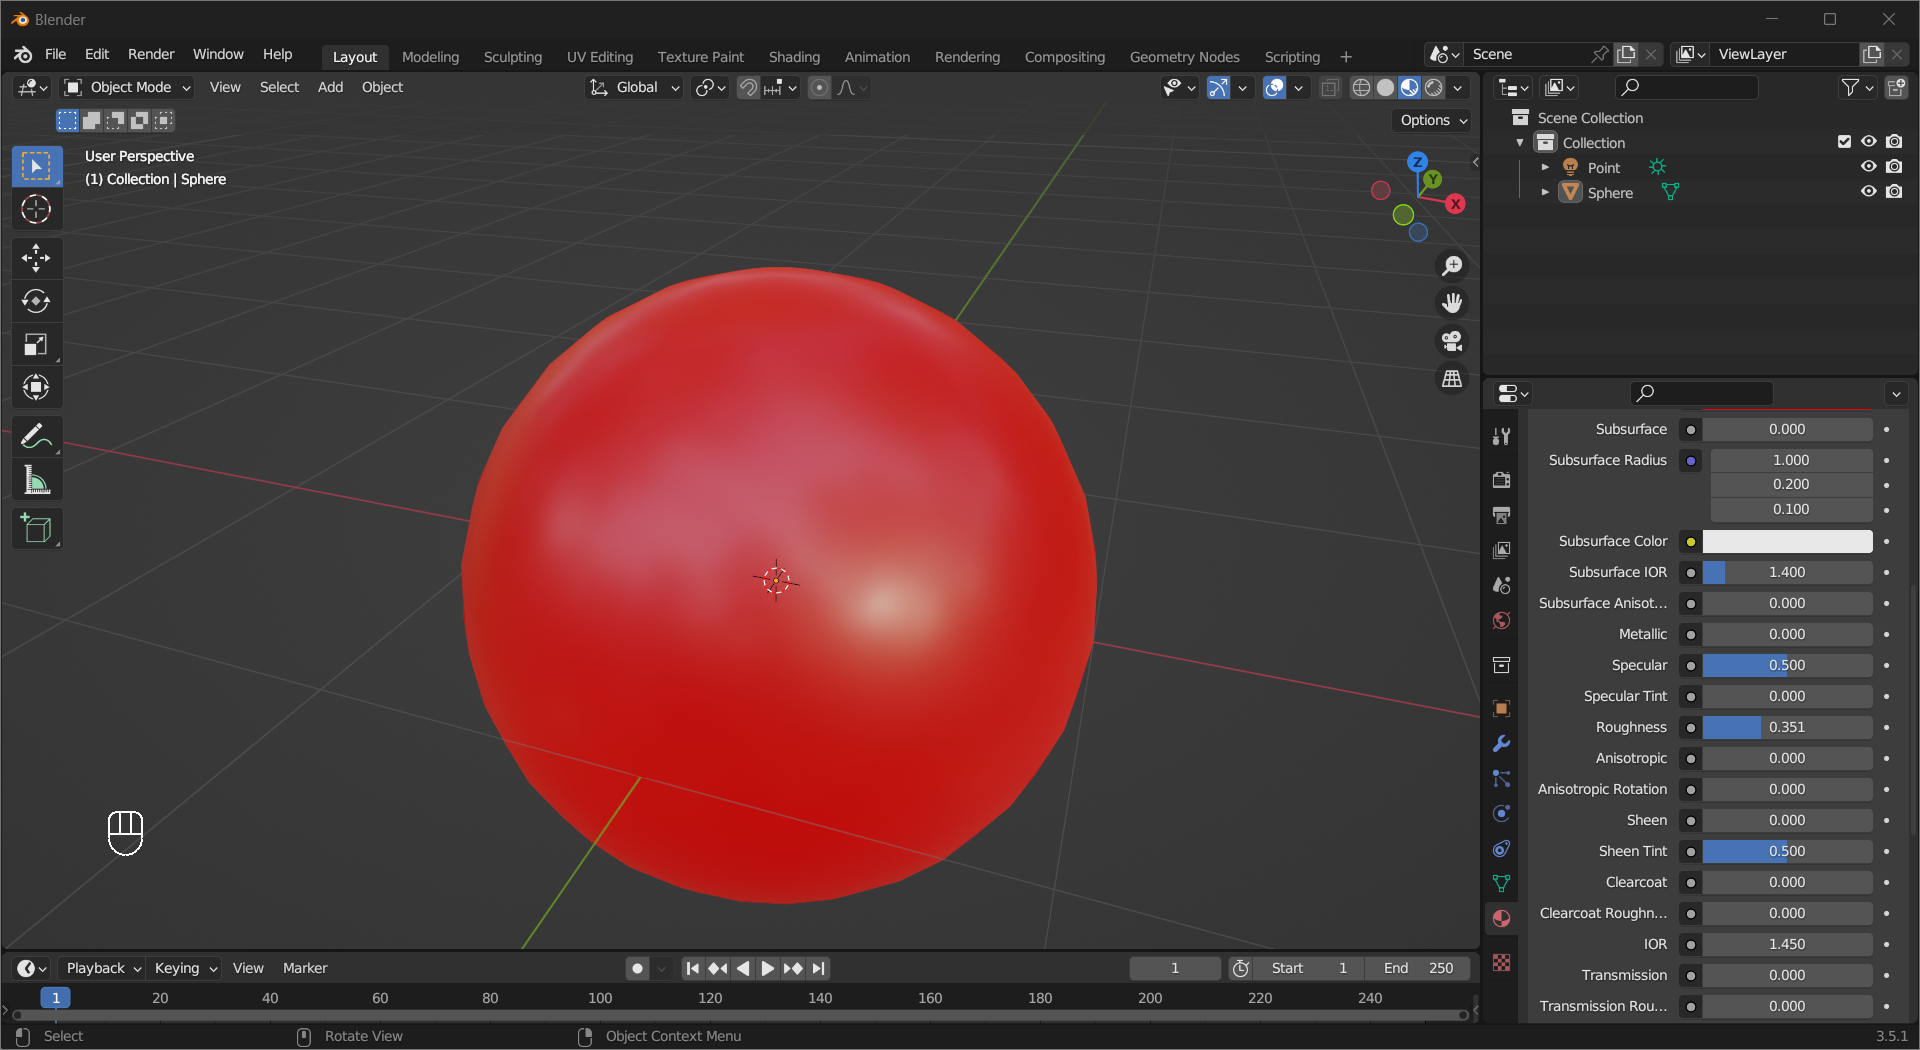 Blender
File Edit Render Window Help Layout Modeling Sculpting UV Editing Texture Paint Shading Animation Rendering Compositing Geometry Nodes Scripting + Scene ViewLayer
Object Mode View Select Add Object Global
Options
User Perspective
(1) Collection | Sphere
Z
Y
X
Scene Collection
Collection
Point
Sphere
Subsurface 0.000
Subsurface Radius 1.000
0.200
0.100
Subsurface Color
Subsurface IOR 1.400
Subsurface Anisot... 0.000
Metallic 0.000
Specular 0.500
Specular Tint 0.000
Roughness 0.351
Anisotropic 0.000
Anisotropic Rotation 0.000
Sheen 0.000
Sheen Tint 0.500
Clearcoat 0.000
Clearcoat Roughn... 0.000
IOR 1.450
Transmission 0.000
Transmission Rou... 0.000
Playback Keying View Marker 1 Start 1 End 250
1 20 40 60 80 100 120 140 160 180 200 220 240
Select Rotate View Object Context Menu 3.5.1